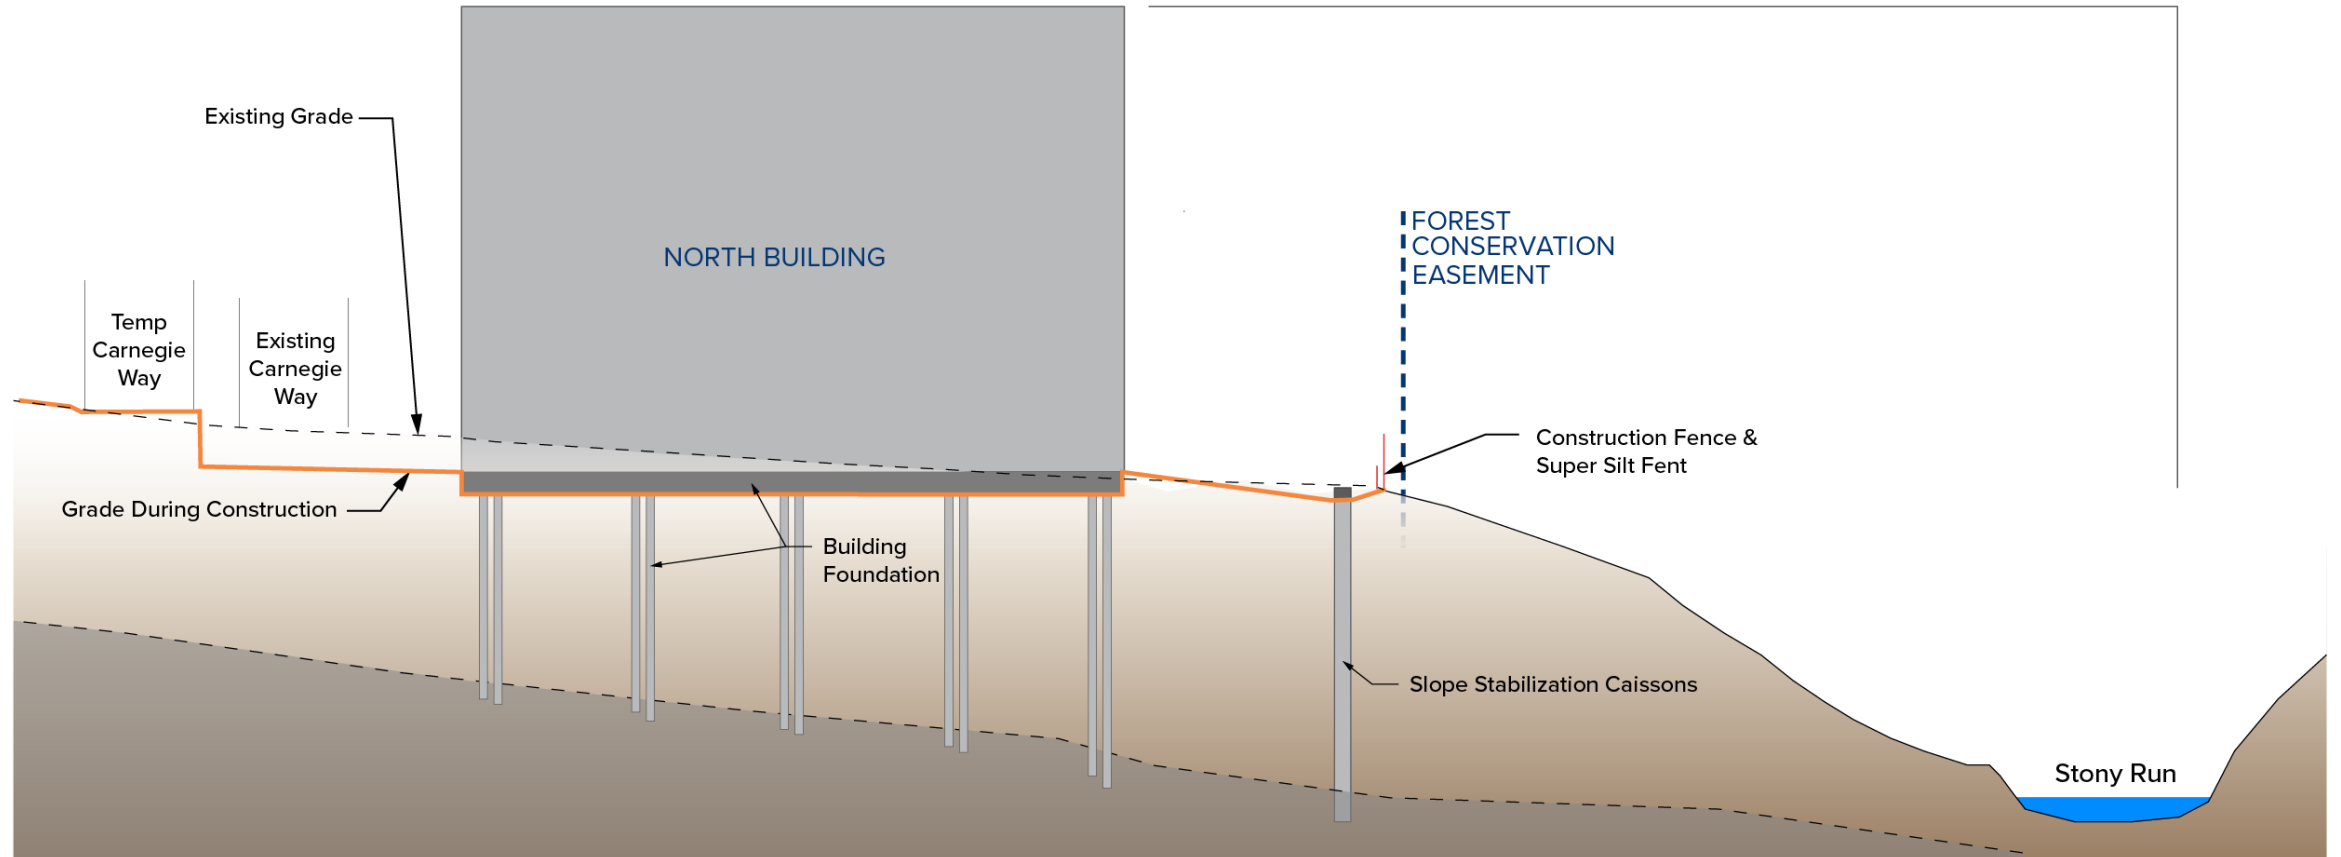 Existing Grade
NORTH BUILDING
FOREST
CONSERVATION
EASEMENT
Temp
Carnegie
Way
Existing
Carnegie
Way
Construction Fence &
Super Silt Fent
Grade During Construction
Building
Foundation
Slope Stabilization Caissons
Stony Run